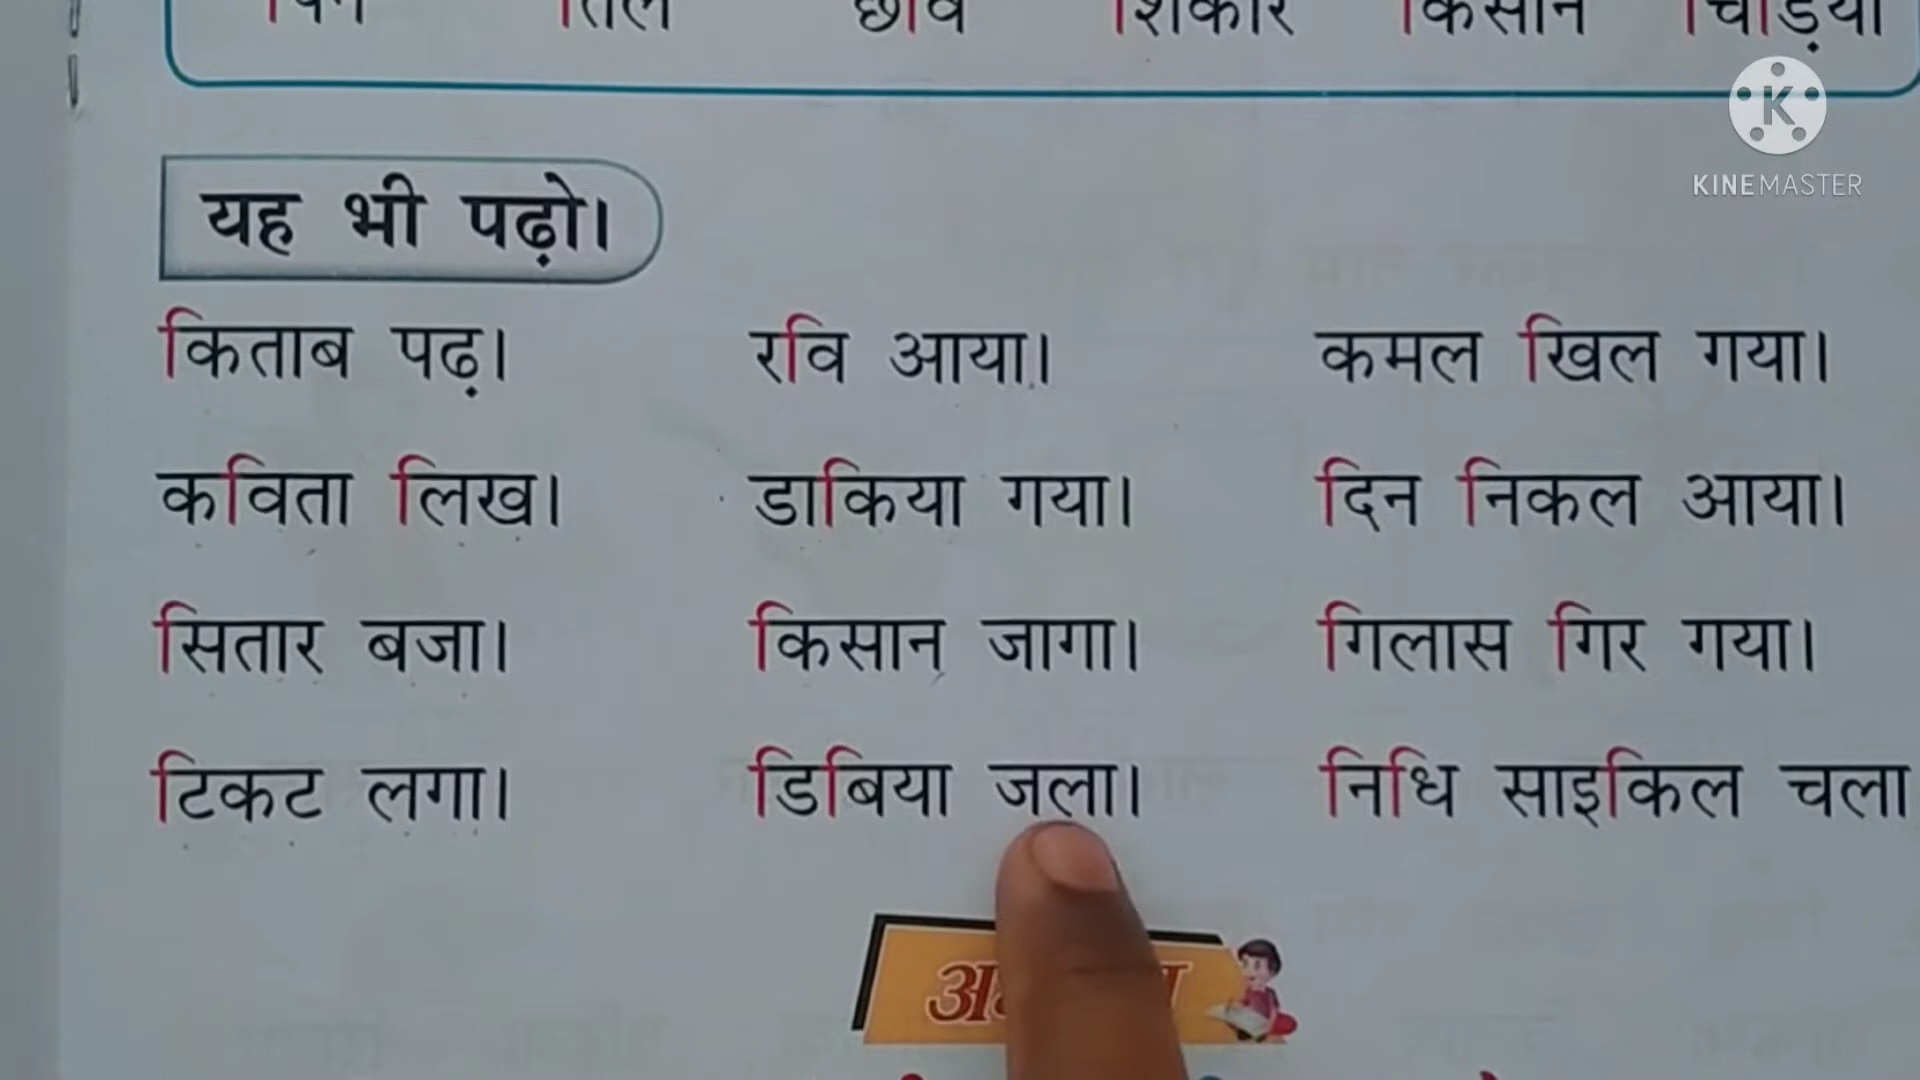 तिल छवि शिकार किसान चिड़िया
KINEMASTER
यह भी पढ़ो।
किताब पढ़। रवि आया। कमल खिल गया।
कविता लिख। डाकिया गया। दिन निकल आया।
सितार बजा। किसान जागा। गिलास गिर गया।
टिकट लगा। डिबिया जला। निधि साइकिल चला